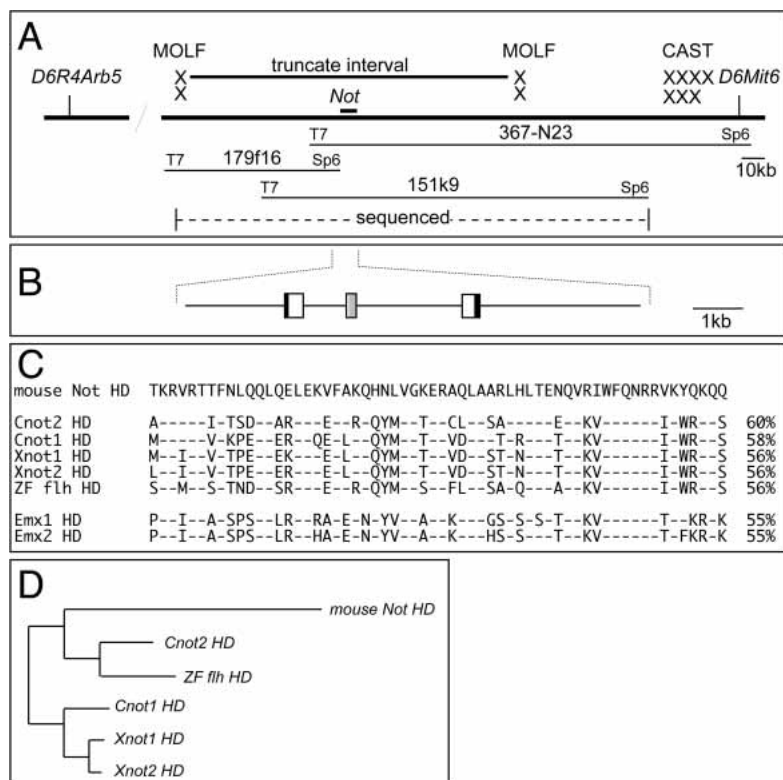 A
MOLF MOLF CAST
D6R4Arb5 X truncate interval X XXXX D6Mit6
X Not X XXX
T7 367-N23 Sp6
T7 179f16 Sp6 10kb
T7 151k9 Sp6
sequenced
B
1kb
C
mouse Not HD TKRVRTTFNLQQLQELEKVFAKQHNLVGKERAQLAARLHLTENQVRIWFQNRRVKYQKQQ
Cnot2 HD A-----I-TSD--AR---E--R-QYM--T--CL--SA----E--KV------I-WR--S 60%
Cnot1 HD M-----V-KPE--ER--QE-L--QYM--T--VD---T-R---T--KV------I-WR--S 58%
Xnot1 HD M--I--V-TPE--EK---E-L--QYM--T--VD--ST-N---T--KV------I-WR--S 56%
Xnot2 HD L--I--V-TPE--ER---E-L--QYM--T--VD--ST-N---T--KV------I-WR--S 56%
ZF flh HD S--M--S-TND--SR---E--R-QYM--S--FL--SA-Q---A--KV------I-WR--S 56%
Emx1 HD P--I--A-SPS--LR--RA-E-N-YV--A--K---GS-S-S-T--KV------T--KR-K 55%
Emx2 HD P--I--A-SPS--LR--HA-E-N-YV--A--K---HS-S---T--KV------T-FKR-K 55%
D
mouse Not HD
Cnot2 HD
ZF flh HD
Cnot1 HD
Xnot1 HD
Xnot2 HD